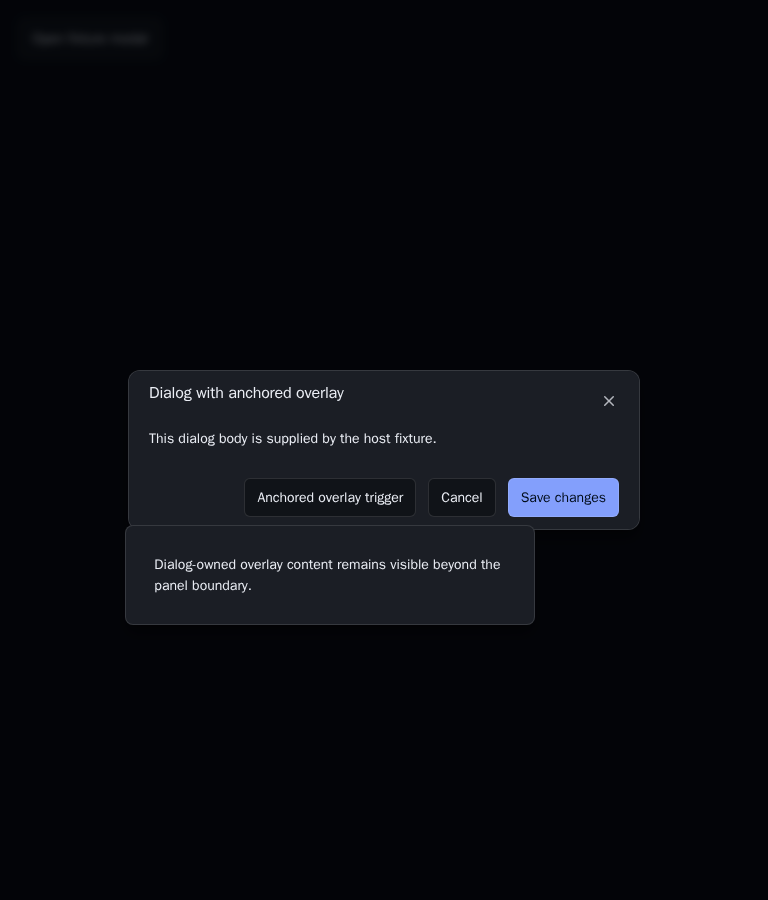 Dialog with anchored overlay
This dialog body is supplied by the host fixture.
Anchored overlay trigger
Cancel
Save changes
Dialog-owned overlay content remains visible beyond the
panel boundary.